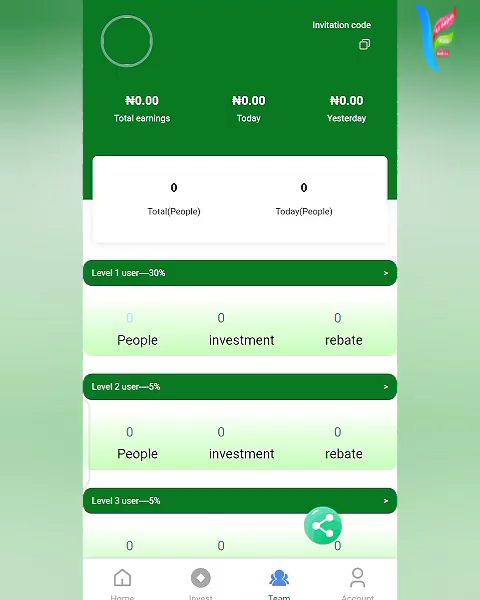 Invitation code
₦0.00 ₦0.00 ₦0.00
Total earnings Today Yesterday
0 0
Total(People) Today(People)
Level 1 user----30% >
0 0 0
People investment rebate
Level 2 user----5% >
0 0 0
People investment rebate
Level 3 user----5% >
0 0 0
Home Invest Team Account